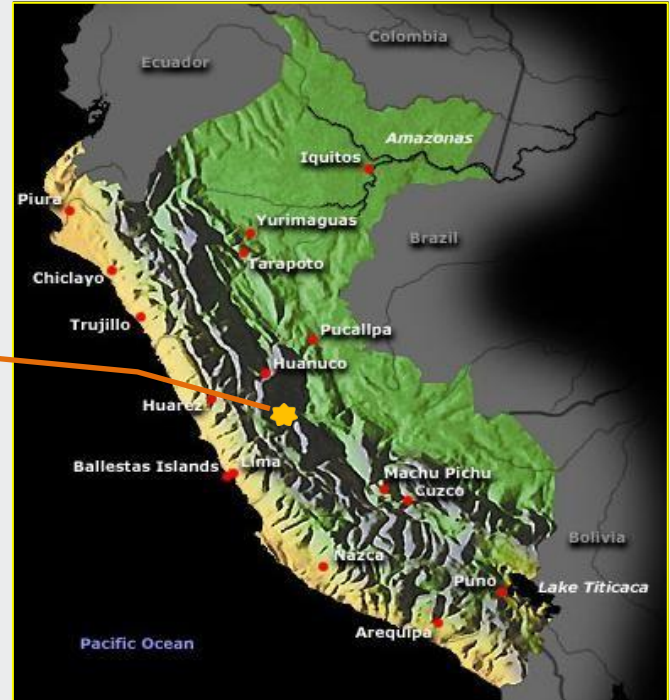 Colombia
Ecuador
Amazonas
Iquitos
Piura
Yurimaguas
Brazil
Tarapoto
Chiclayo
Trujillo
Pucallpa
Huanuco
Huarez
Ballestas Islands
Lima
Machu Pichu
Cuzco
Bolivia
Nazca
Puno
Lake Titicaca
Arequipa
Pacific Ocean